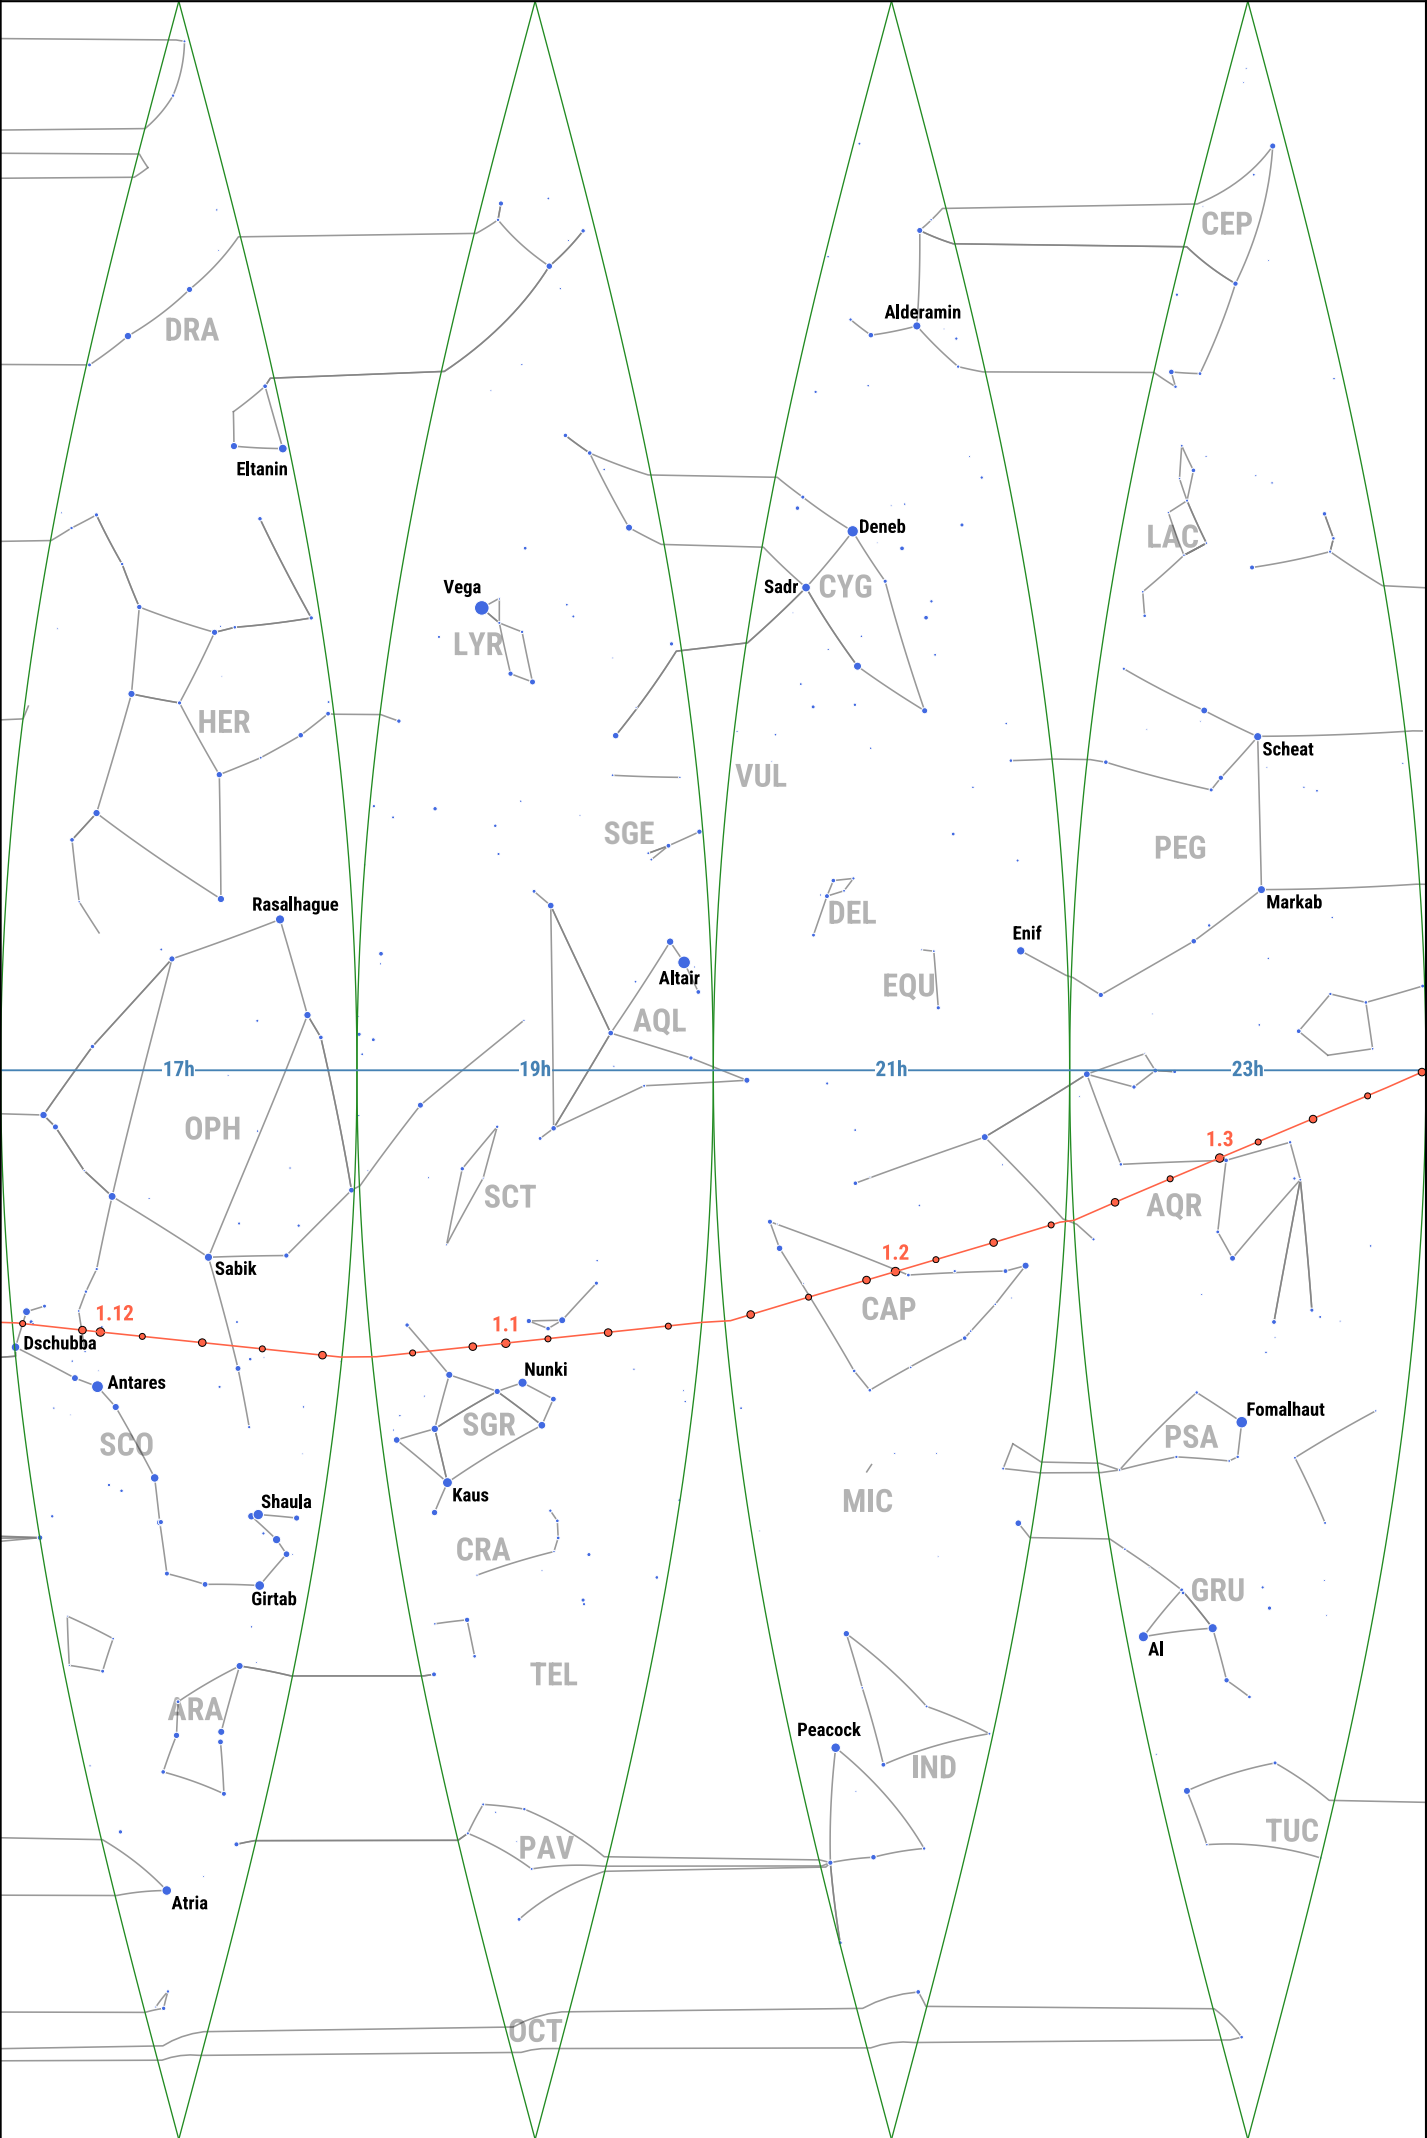 CEP
Alderamin
DRA
Eltanin
Deneb
LAC
Vega
Sadr
CYG
LYR
HER
Scheat
VUL
SGE
PEG
Rasalhague
Markab
DEL
Enif
Altair
EQU
AQL
17h
19h
21h
23h
OPH
1.3
SCT
AQR
1.2
Sabik
CAP
1.12
1.1
Dschubba
Nunki
Antares
Fomalhaut
SGR
SCO
PSA
Kaus
Shaula
MIC
CRA
Girtab
GRU
Al
TEL
ARA
Peacock
IND
TUC
PAV
Atria
OCT